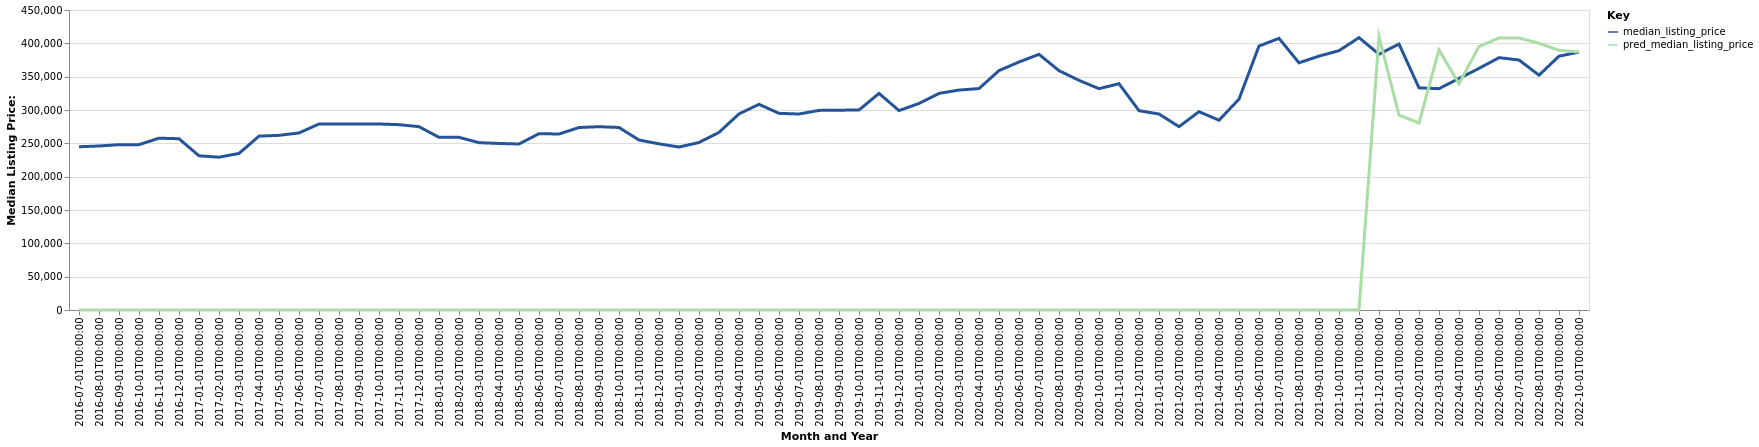 450,000
400,000
350,000
300,000
250,000
200,000
150,000
100,000
50,000
0
Median Listing Price:
2016-07-01T00:00:00
2016-08-01T00:00:00
2016-09-01T00:00:00
2016-10-01T00:00:00
2016-11-01T00:00:00
2016-12-01T00:00:00
2017-01-01T00:00:00
2017-02-01T00:00:00
2017-03-01T00:00:00
2017-04-01T00:00:00
2017-05-01T00:00:00
2017-06-01T00:00:00
2017-07-01T00:00:00
2017-08-01T00:00:00
2017-09-01T00:00:00
2017-10-01T00:00:00
2017-11-01T00:00:00
2017-12-01T00:00:00
2018-01-01T00:00:00
2018-02-01T00:00:00
2018-03-01T00:00:00
2018-04-01T00:00:00
2018-05-01T00:00:00
2018-06-01T00:00:00
2018-07-01T00:00:00
2018-08-01T00:00:00
2018-09-01T00:00:00
2018-10-01T00:00:00
2018-11-01T00:00:00
2018-12-01T00:00:00
2019-01-01T00:00:00
2019-02-01T00:00:00
2019-03-01T00:00:00
2019-04-01T00:00:00
2019-05-01T00:00:00
2019-06-01T00:00:00
2019-07-01T00:00:00
2019-08-01T00:00:00
2019-09-01T00:00:00
2019-10-01T00:00:00
2019-11-01T00:00:00
2019-12-01T00:00:00
2020-01-01T00:00:00
2020-02-01T00:00:00
2020-03-01T00:00:00
2020-04-01T00:00:00
2020-05-01T00:00:00
2020-06-01T00:00:00
2020-07-01T00:00:00
2020-08-01T00:00:00
2020-09-01T00:00:00
2020-10-01T00:00:00
2020-11-01T00:00:00
2020-12-01T00:00:00
2021-01-01T00:00:00
2021-02-01T00:00:00
2021-03-01T00:00:00
2021-04-01T00:00:00
2021-05-01T00:00:00
2021-06-01T00:00:00
2021-07-01T00:00:00
2021-08-01T00:00:00
2021-09-01T00:00:00
2021-10-01T00:00:00
2021-11-01T00:00:00
2021-12-01T00:00:00
2022-01-01T00:00:00
2022-02-01T00:00:00
2022-03-01T00:00:00
2022-04-01T00:00:00
2022-05-01T00:00:00
2022-06-01T00:00:00
2022-07-01T00:00:00
2022-08-01T00:00:00
2022-09-01T00:00:00
2022-10-01T00:00:00
Month and Year
Key
median_listing_price
pred_median_listing_price